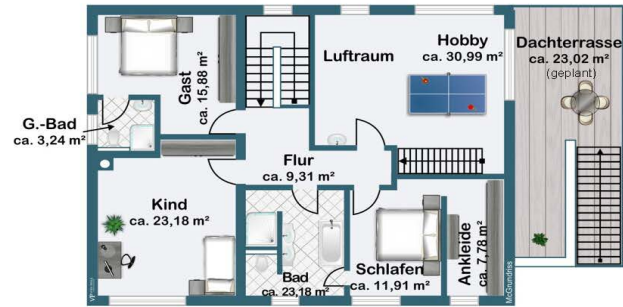 Gast
ca. 15,88 m²
Luftraum
Hobby
ca. 30,99 m²
Dachterrasse
ca. 23,02 m²
(geplant)
G.-Bad
ca. 3,24 m²
Flur
ca. 9,31 m²
Kind
ca. 23,18 m²
Bad
ca. 23,18 m²
Schlafen
ca. 11,91 m²
Ankleide
ca. 7,78 m²
McGrundriss